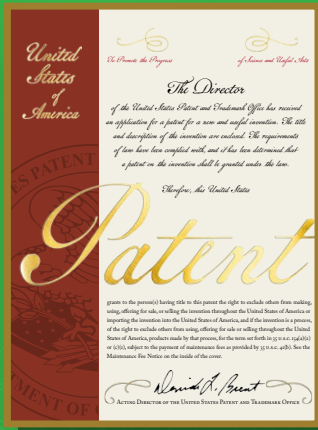 United
States
of
America
To Promote the Progress
of Science and Useful Arts
The Director
of the United States Patent and Trademark Office has received
an application for a patent for a new and useful invention. The title
and description of the invention are enclosed. The requirements
of law have been complied with, and it has been determined that
a patent on the invention shall be granted under the law.
Therefore, this United States
Patent
grants to the person(s) having title to this patent the right to exclude others from making,
using, offering for sale, or selling the invention throughout the United States of America or
importing the invention into the United States of America, and if the invention is a process,
of the right to exclude others from using, offering for sale or selling throughout the United
States of America, products made by that process, for the term set forth in 35 U.S.C. 154(a)(2)
or (c)(1), subject to the payment of maintenance fees as provided by 35 U.S.C. 41(b). See the
Maintenance Fee Notice on the inside of the cover.
ES PATENT
MENT OF
Acting Director of the United States Patent and Trademark Office